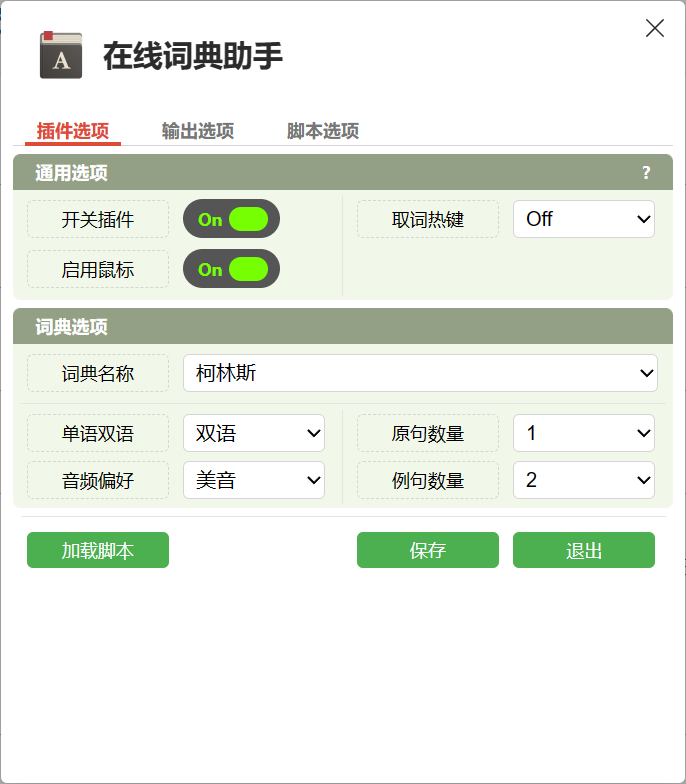 A
在线词典助手
插件选项 输出选项 脚本选项
通用选项 ?
开关插件 On 取词热键 Off
启用鼠标 On
词典选项
词典名称 柯林斯
单语双语 双语 原句数量 1
音频偏好 美音 例句数量 2
加载脚本 保存 退出